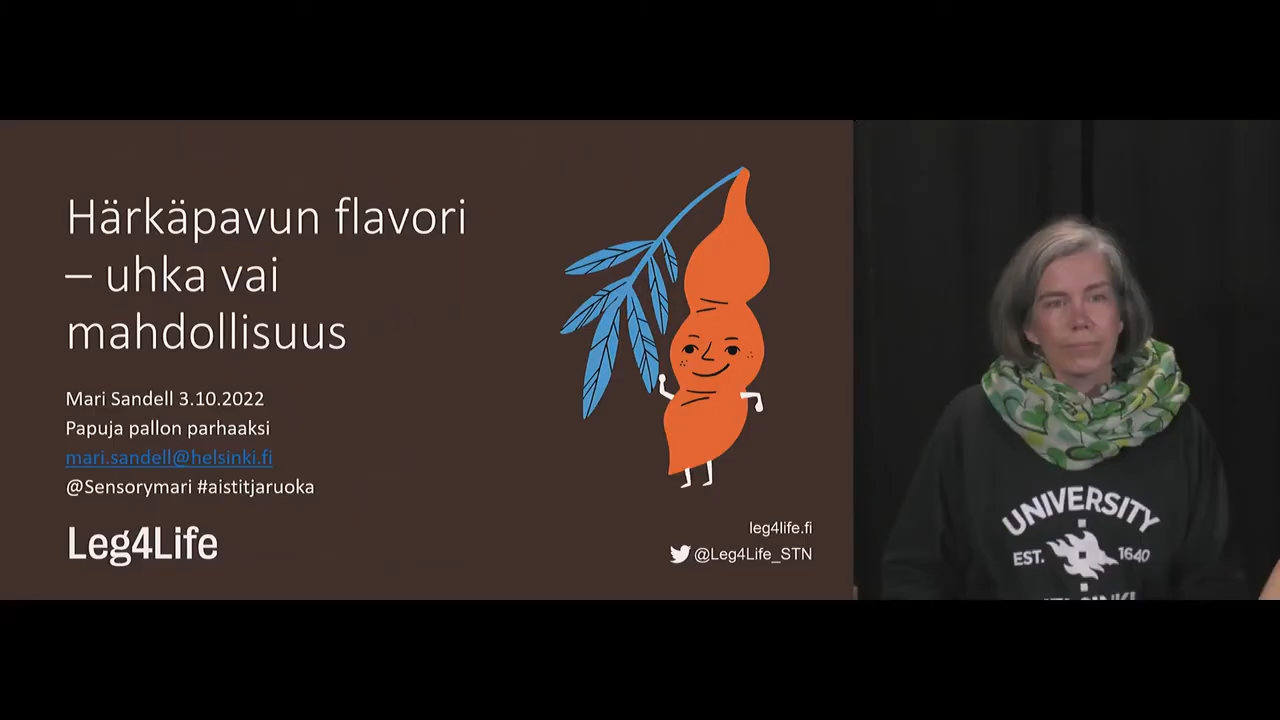 Härkäpavun flavori
– uhka vai
mahdollisuus
Mari Sandell 3.10.2022
Papuja pallon parhaaksi
mari.sandell@helsinki.fi
@Sensorymari #aistitjaruoka
Leg4Life
leg4life.fi
@Leg4Life_STN
UNIVERSITY
EST. 1640